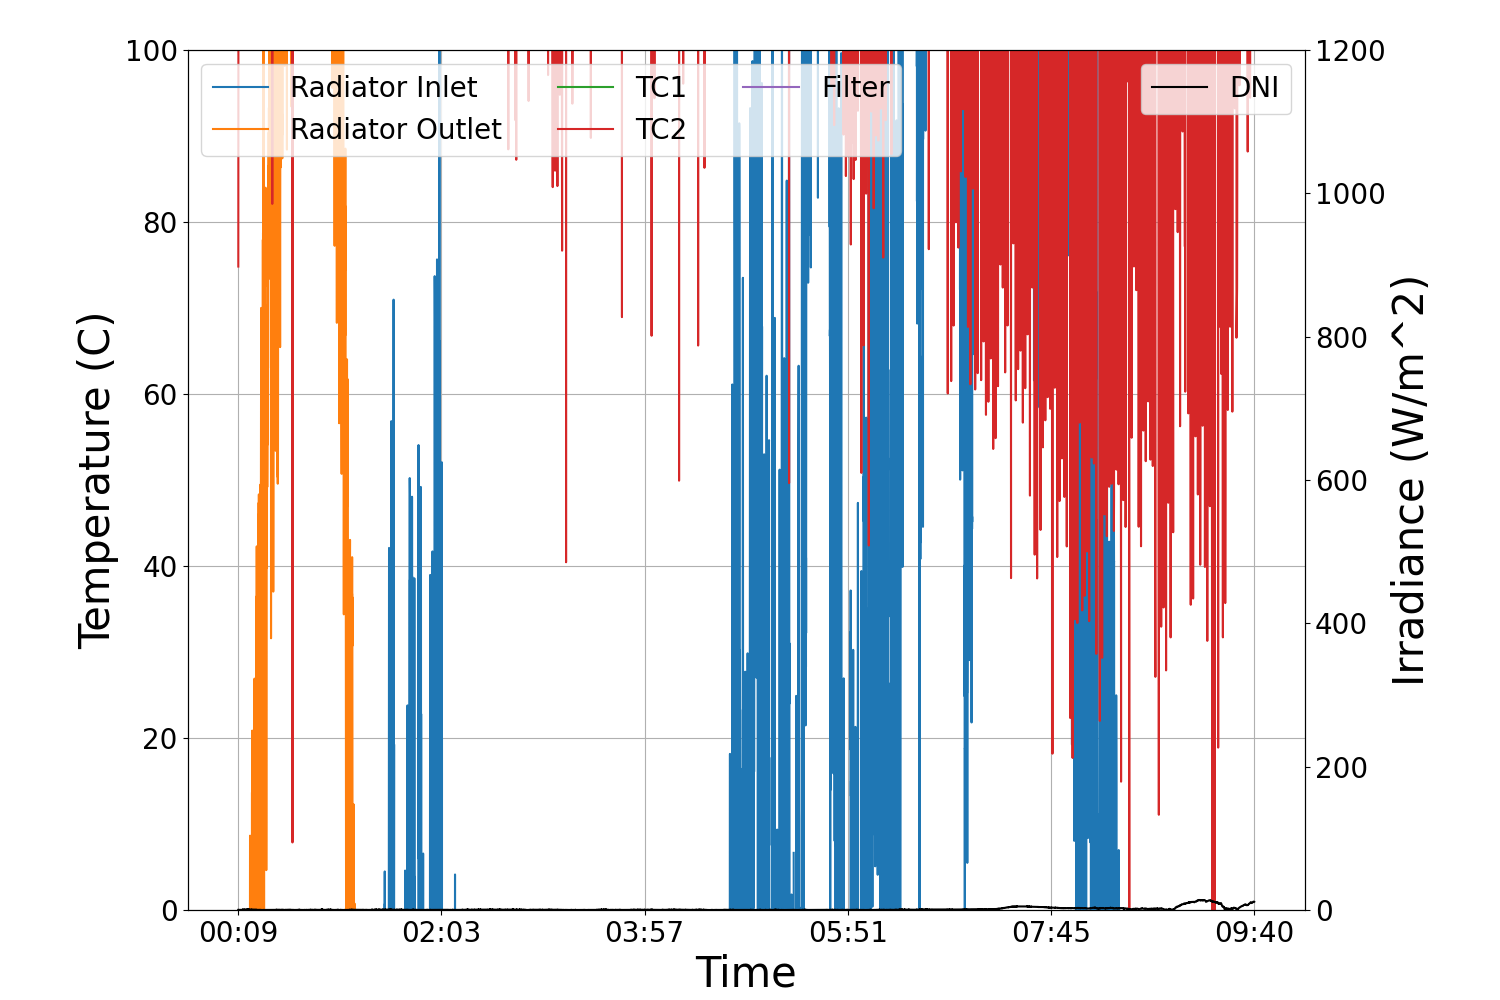 100
80
60
40
20
0
Temperature (C)
Radiator Inlet
Radiator Outlet
TC1
TC2
Filter
DNI
1200
1000
800
600
400
200
0
Irradiance (W/m^2)
00:09
02:03
03:57
05:51
07:45
09:40
Time